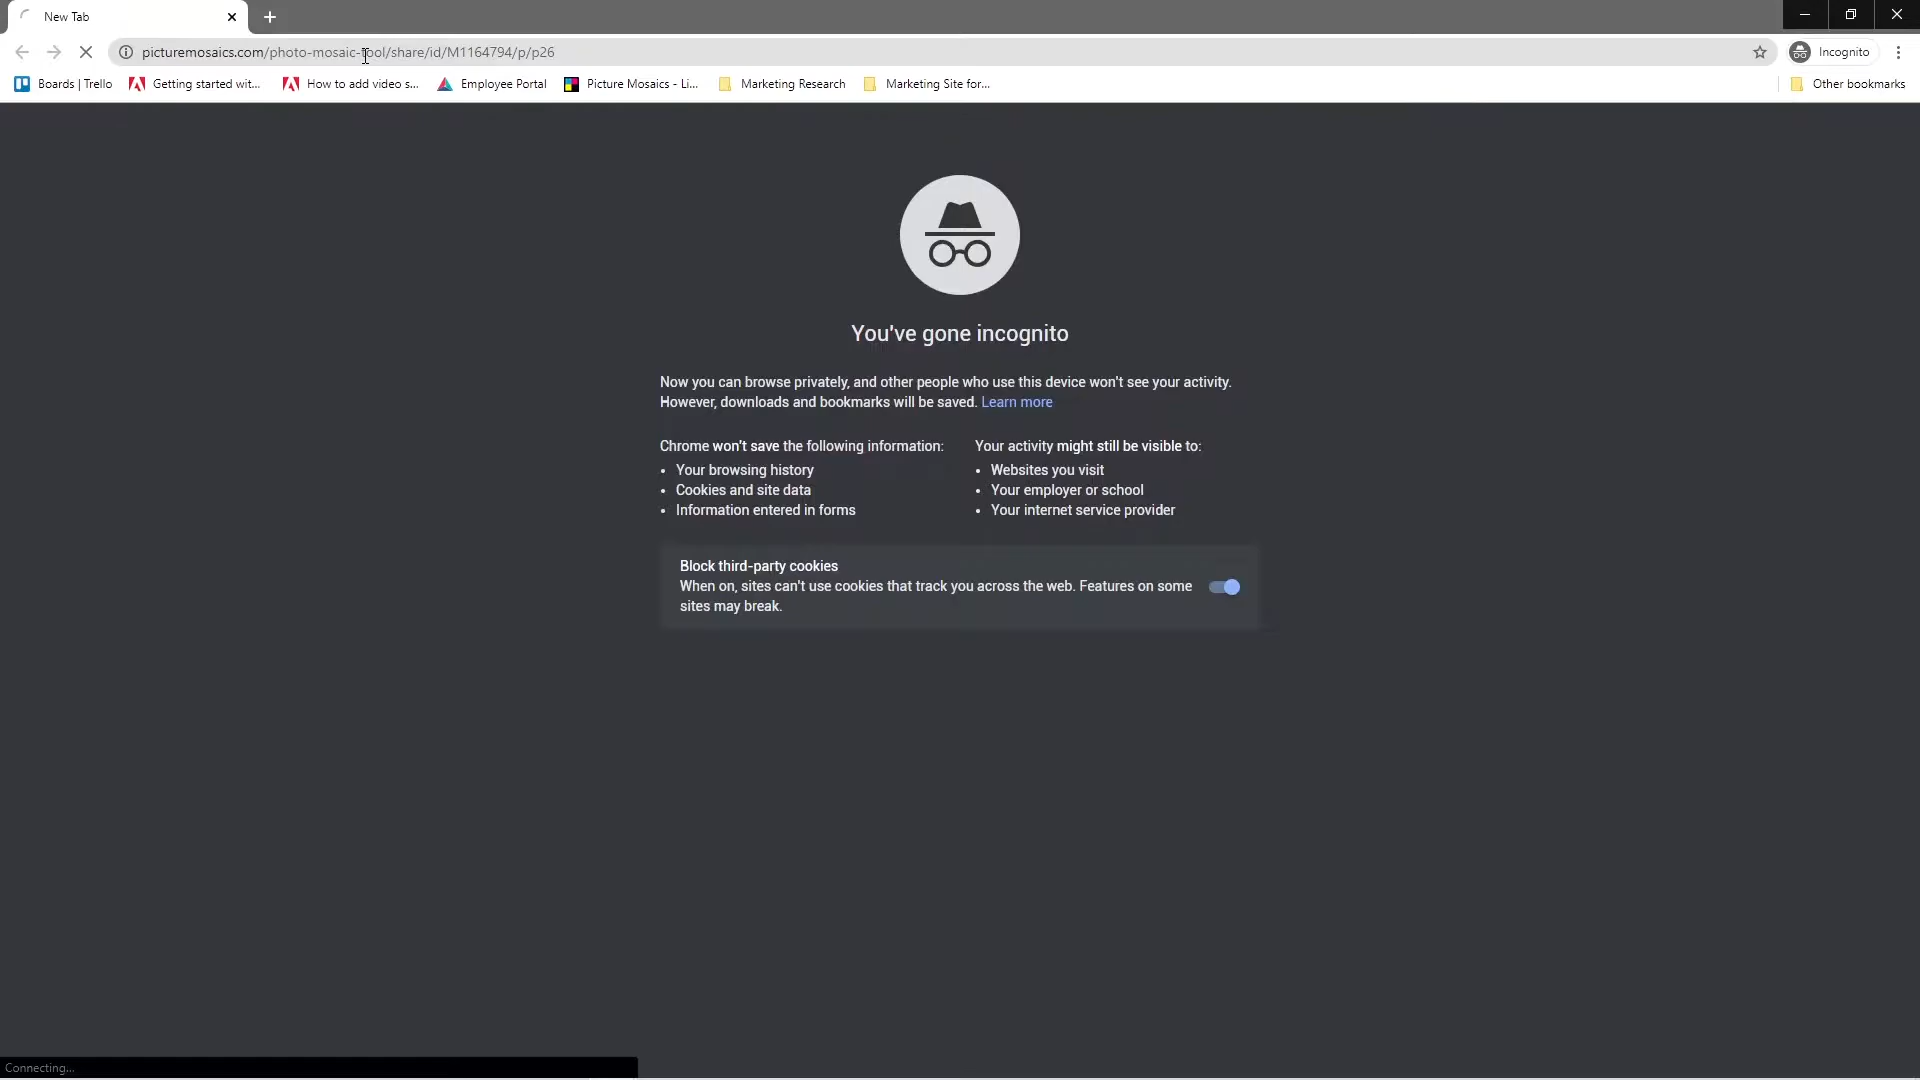 New Tab
picturemosaics.com/photo-mosaic-tool/share/id/M1164794/p/p26
Incognito
Boards | Trello
Getting started wit...
How to add video s...
Employee Portal
Picture Mosaics - Li...
Marketing Research
Marketing Site for...
Other bookmarks
You've gone incognito
Now you can browse privately, and other people who use this device won't see your activity.
However, downloads and bookmarks will be saved. Learn more
Chrome won't save the following information:
Your browsing history
Cookies and site data
Information entered in forms
Your activity might still be visible to:
Websites you visit
Your employer or school
Your internet service provider
Block third-party cookies
When on, sites can't use cookies that track you across the web. Features on some
sites may break.
Connecting...